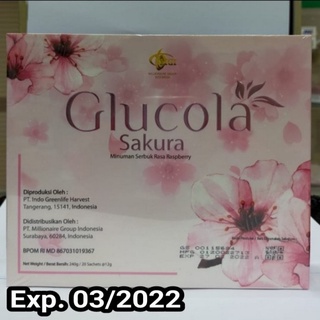 Glucola
Sakura
Minuman Serbuk Rasa Raspberry
Diproduksi Oleh :
PT. Indo Greenlife Harvest
Tangerang, 15141, Indonesia
Didistribusikan Oleh :
PT. Millionaire Group Indonesia
Surabaya, 60284, Indonesia
BPOM RI MD 867031019367
Exp. 03/2022